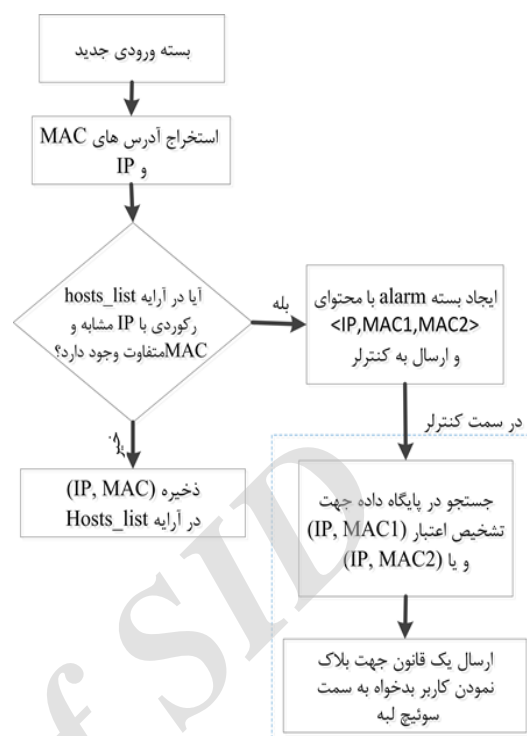 بسته ورودی جدید
استخراج آدرس های MAC
و IP
آیا در آرایه hosts_list
رکوردی با IP مشابه و
MACمتفاوت وجود دارد؟
بله
ایجاد بسته alarm با محتوای
<IP,MAC1,MAC2>
و ارسال به کنترلر
خیر
ذخیره (IP, MAC)
در آرایه Hosts_list
در سمت کنترلر
جستجو در پایگاه داده جهت
تشخیص اعتبار (IP, MAC1)
و یا (IP, MAC2)
ارسال یک قانون جهت بلاک
نمودن کاربر بدخواه به سمت
سوئیچ لبه
f SID